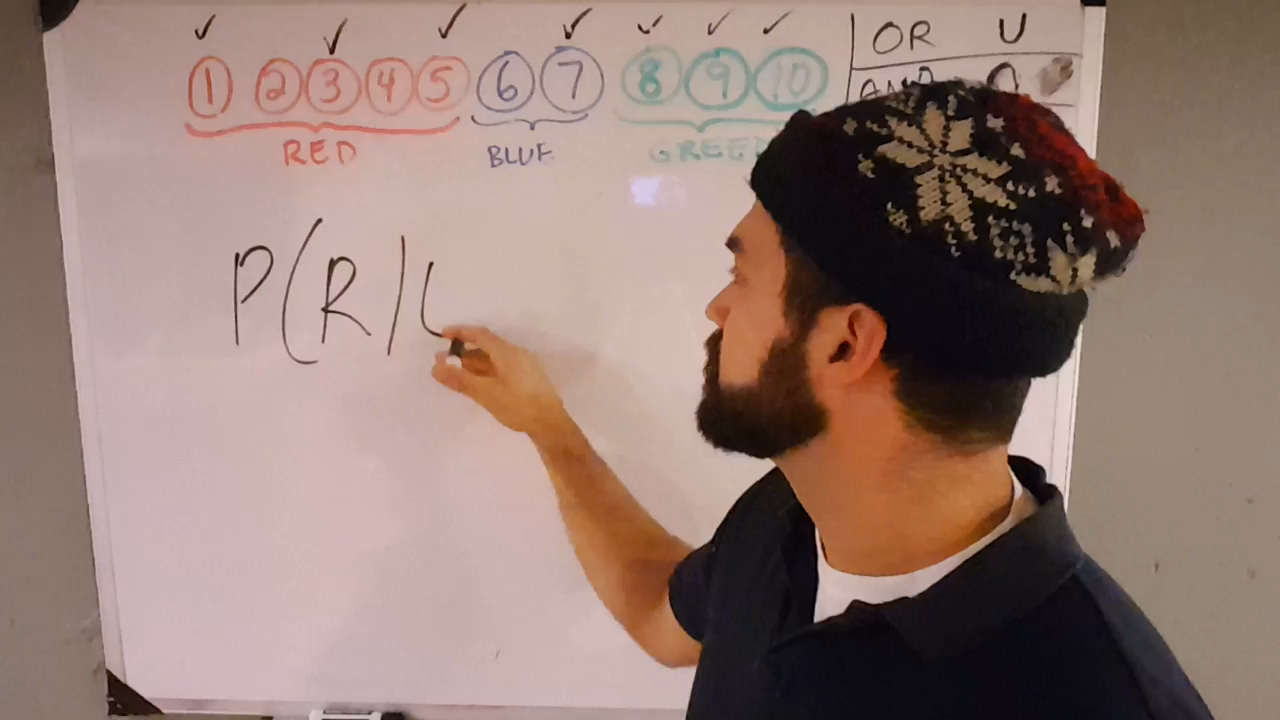 ✓ ✓ ✓ ✓ ✓ ✓ ✓
1 2 3 4 5 6 7 8 9 10
RED BLUE
OR U
P(R|